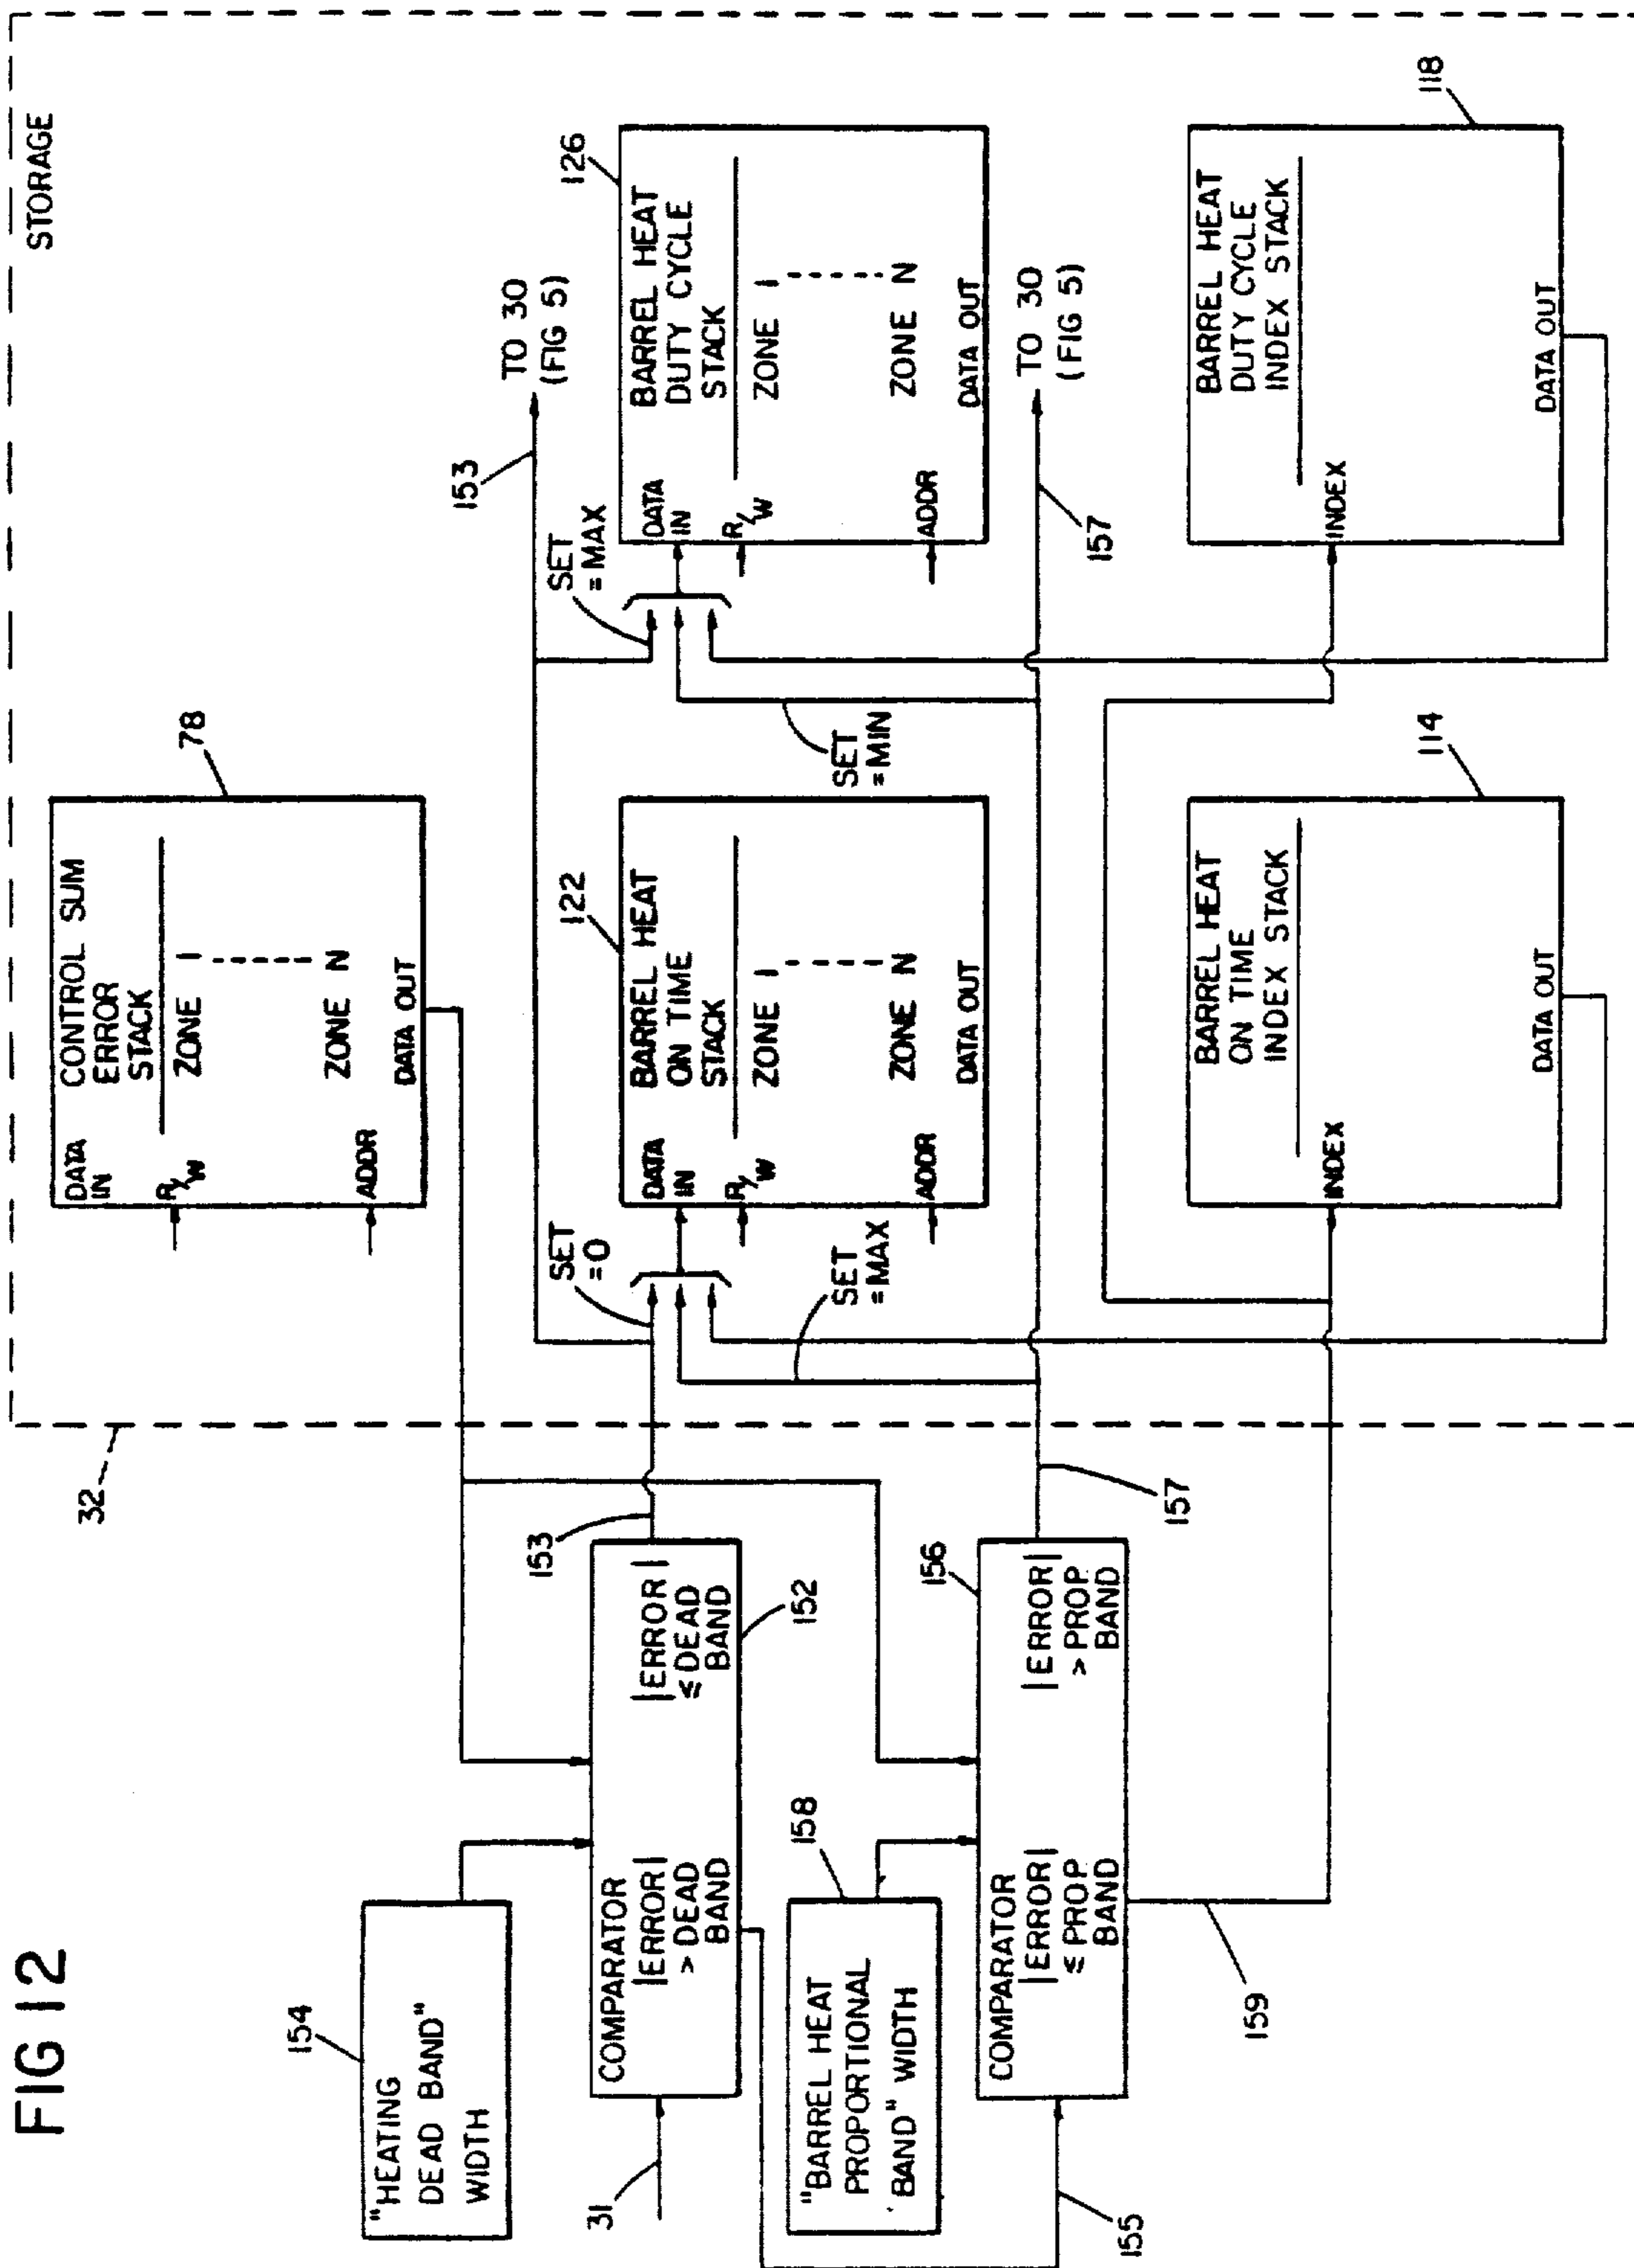 FIG 12
STORAGE
32
78
DATA
IN
CONTROL SUM
ERROR
STACK
R/W
ZONE 1
ZONE N
ADDR
DATA OUT
154
"HEATING
DEAD BAND"
WIDTH
31
COMPARATOR
|ERROR|
> DEAD
BAND
|ERROR|
≤ DEAD
BAND
152
153
SET
=0
SET
=MAX
122
DATA
IN
BARREL HEAT
ON TIME
STACK
R/W
ZONE 1
ZONE N
ADDR
DATA OUT
153
TO 30
(FIG 5)
SET
=MAX
SET
=MIN
126
DATA
IN
BARREL HEAT
DUTY CYCLE
STACK
R/W
ZONE 1
ZONE N
ADDR
DATA OUT
158
"BARREL HEAT
PROPORTIONAL
BAND" WIDTH
155
COMPARATOR
|ERROR|
≤ PROP
BAND
|ERROR|
> PROP
BAND
156
157
157
TO 30
(FIG 5)
159
114
BARREL HEAT
ON TIME
INDEX STACK
INDEX
DATA OUT
118
BARREL HEAT
DUTY CYCLE
INDEX STACK
INDEX
DATA OUT